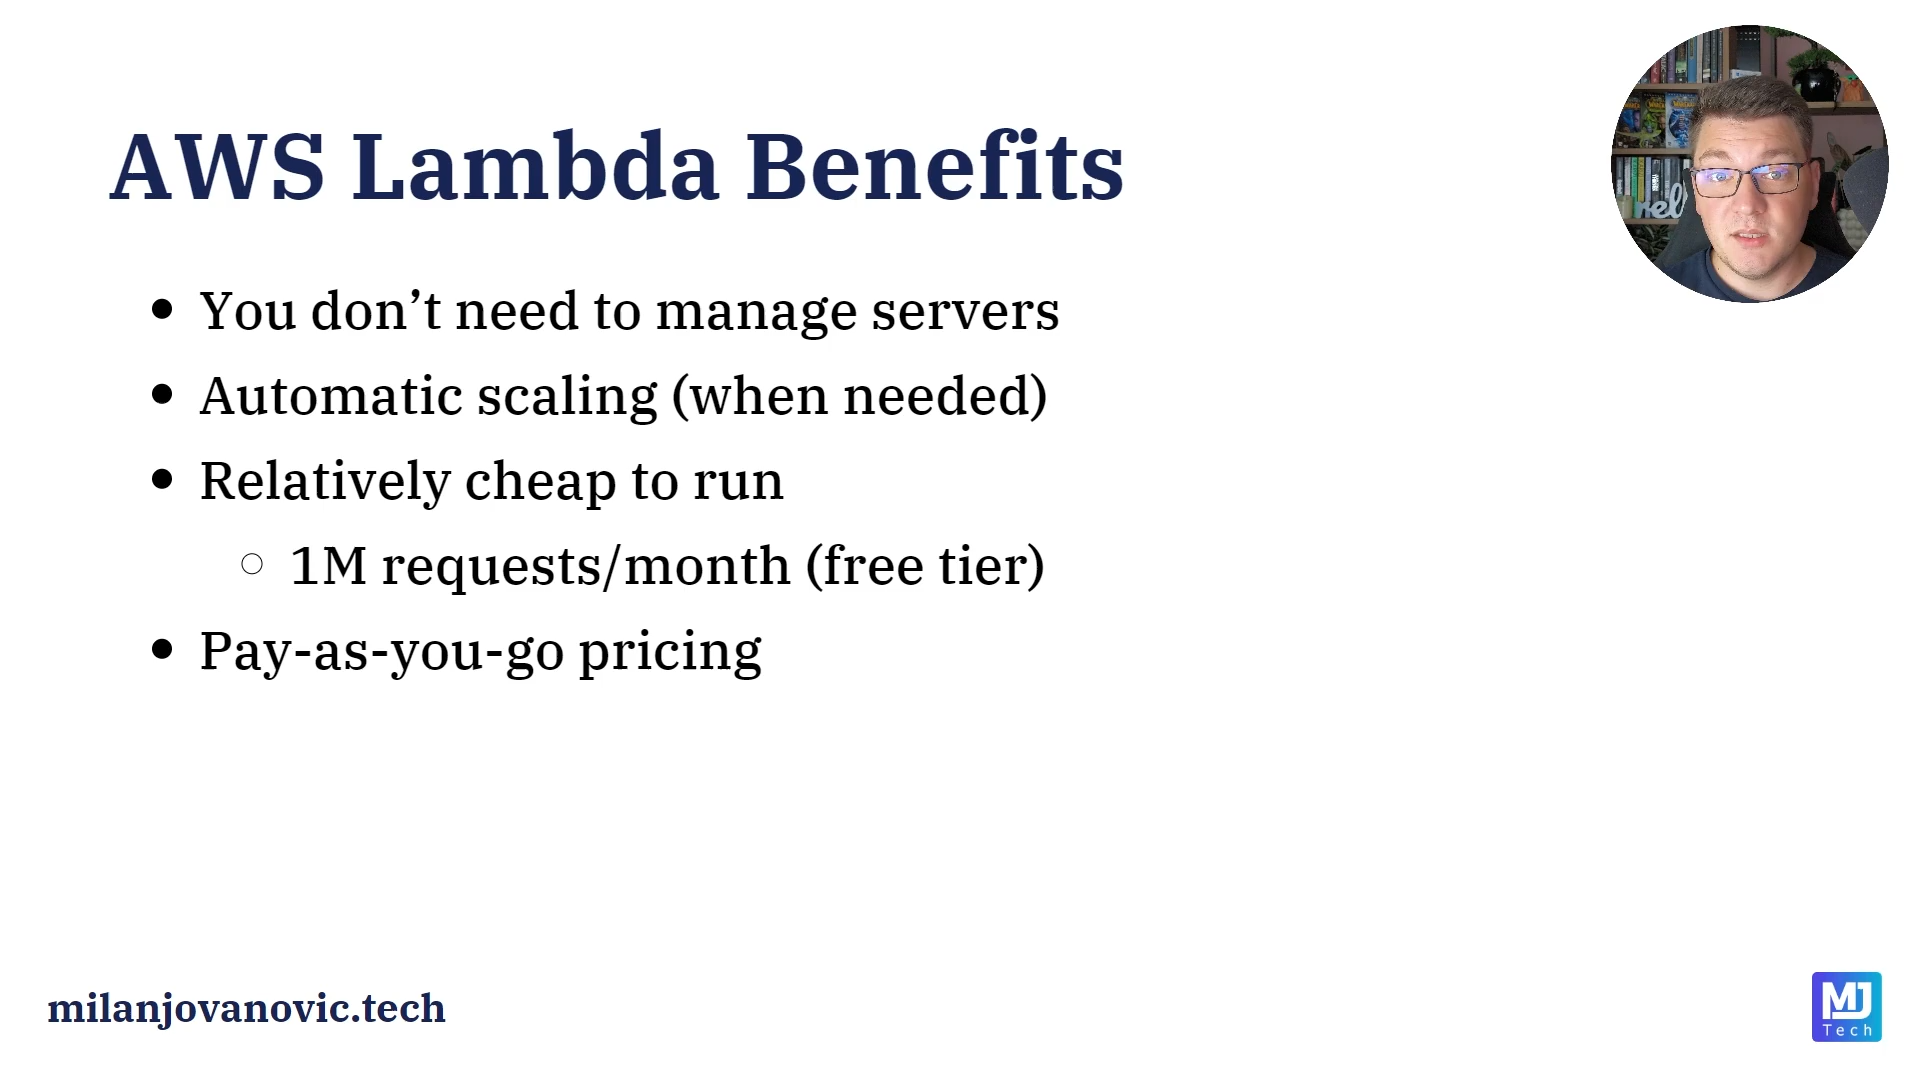 AWS Lambda Benefits
• You don’t need to manage servers
• Automatic scaling (when needed)
• Relatively cheap to run
○ 1M requests/month (free tier)
• Pay-as-you-go pricing
milanjovanovic.tech
MJ
Tech